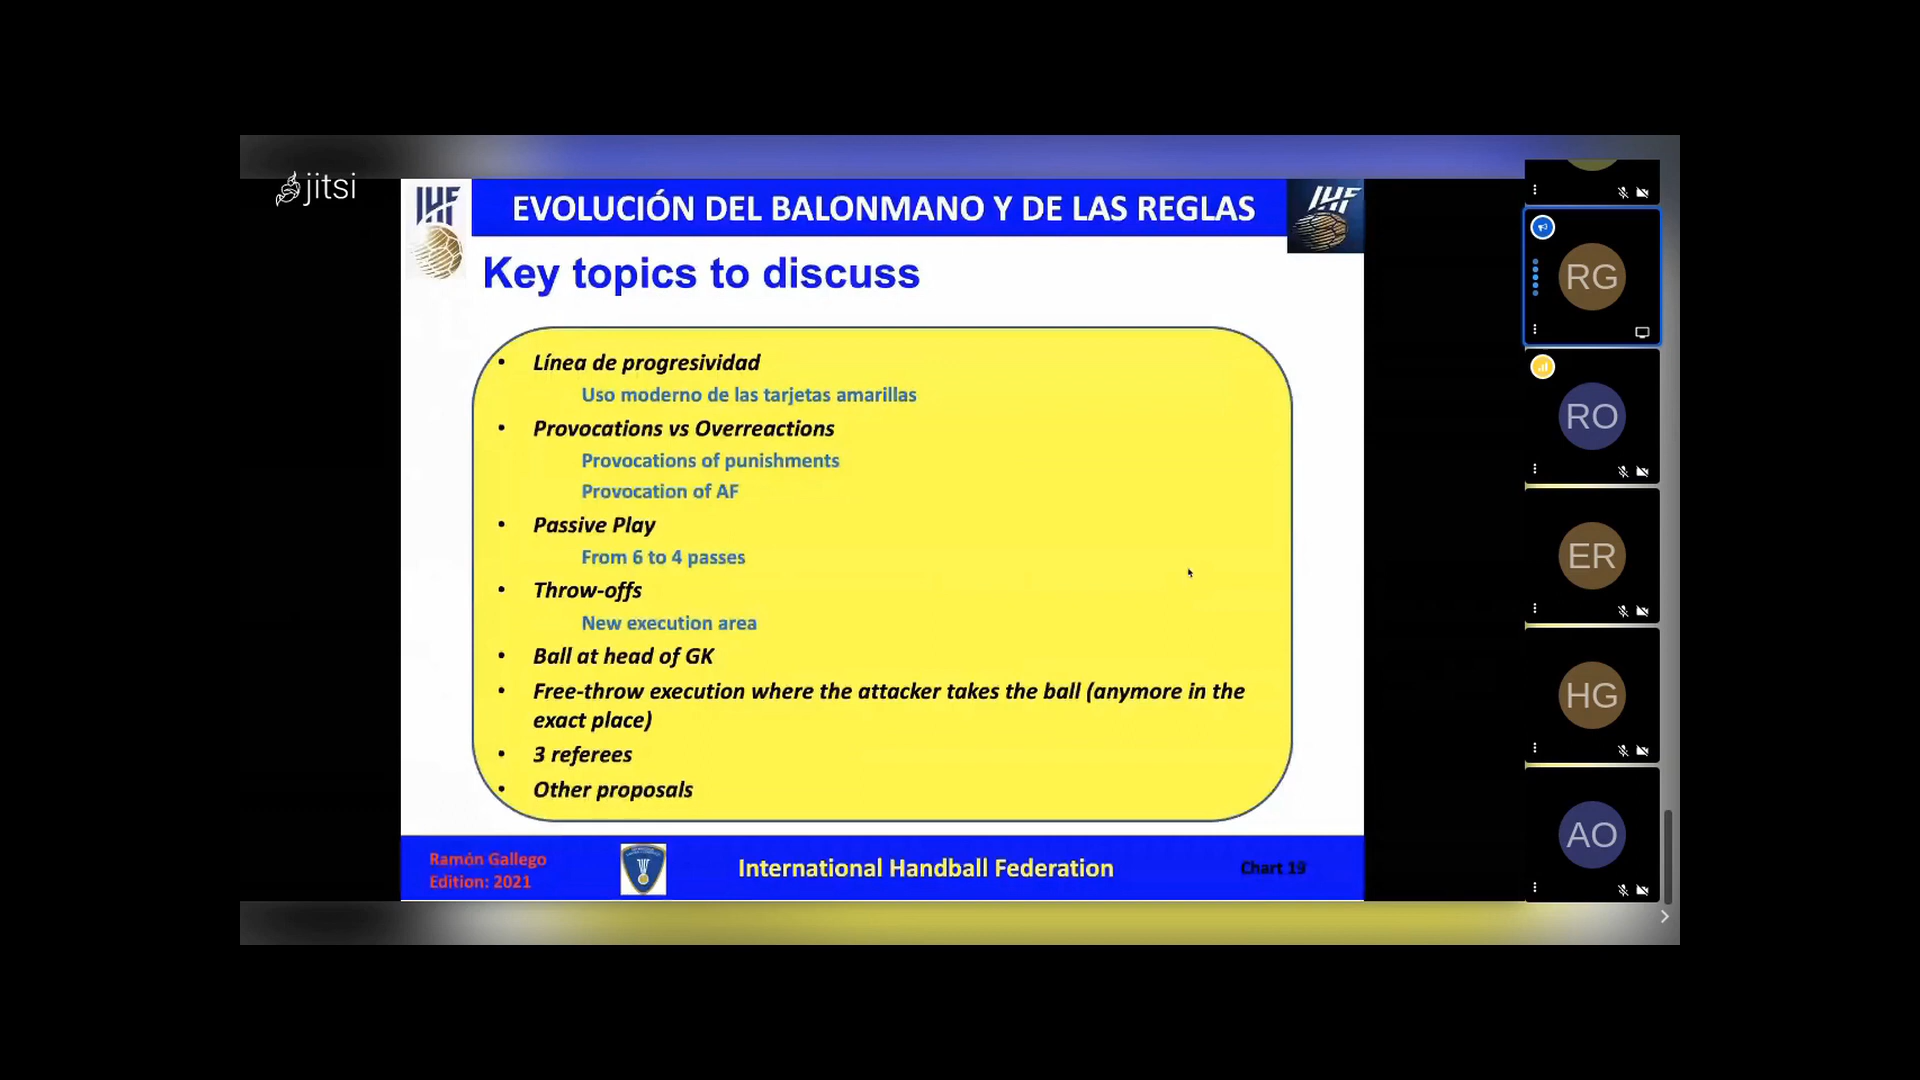 jitsi
IHF
EVOLUCIÓN DEL BALONMANO Y DE LAS REGLAS
IHF
Key topics to discuss
• Línea de progresividad
Uso moderno de las tarjetas amarillas
• Provocations vs Overreactions
Provocations of punishments
Provocation of AF
• Passive Play
From 6 to 4 passes
• Throw-offs
New execution area
• Ball at head of GK
• Free-throw execution where the attacker takes the ball (anymore in the
exact place)
• 3 referees
• Other proposals
Ramón Gallego
Edition: 2021
International Handball Federation
Chart 19
RG
RO
ER
HG
AO